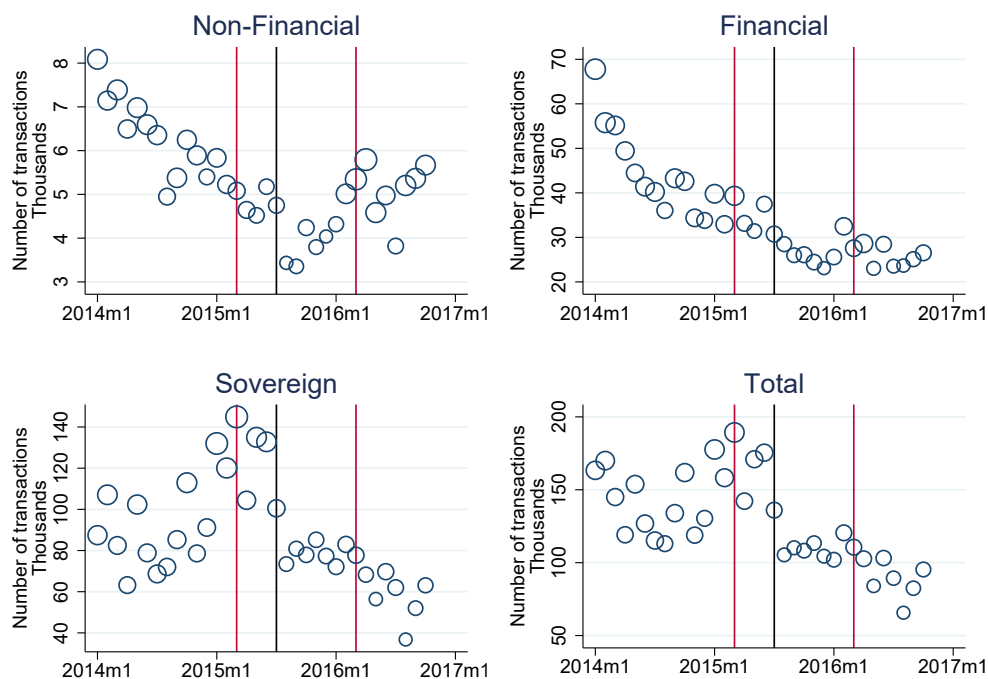 Non-Financial
Number of transactions
Thousands
8
7
6
5
4
3
2014m1 2015m1 2016m1 2017m1
Financial
Number of transactions
Thousands
70
60
50
40
30
20
2014m1 2015m1 2016m1 2017m1
Sovereign
Number of transactions
Thousands
140
120
100
80
60
40
2014m1 2015m1 2016m1 2017m1
Total
Number of transactions
Thousands
200
150
100
50
2014m1 2015m1 2016m1 2017m1